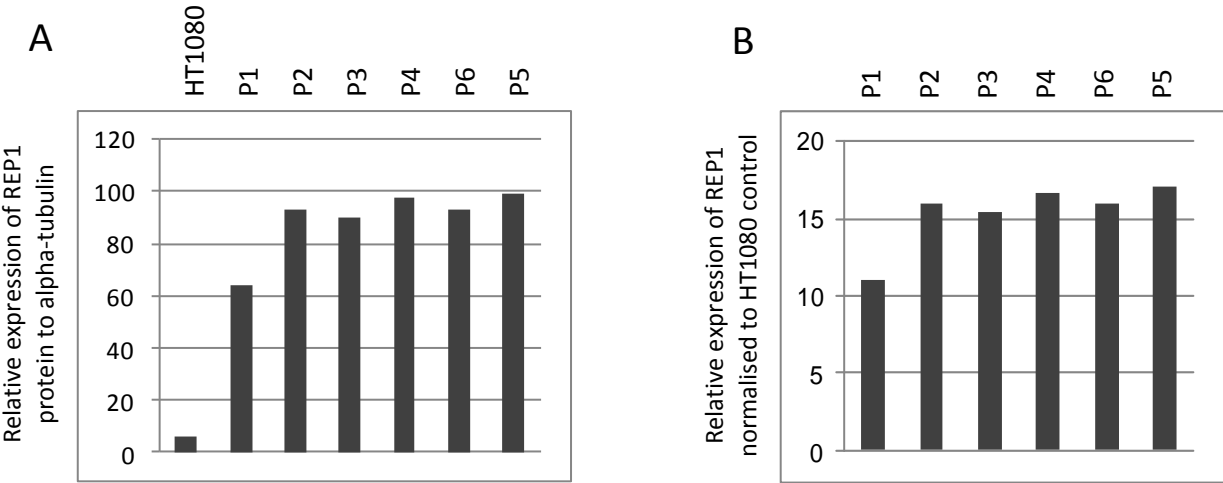 A
HT1080
P1
P2
P3
P4
P6
P5
Relative expression of REP1
protein to alpha-tubulin
120
100
80
60
40
20
0
B
P1
P2
P3
P4
P6
P5
Relative expression of REP1
normalised to HT1080 control
20
15
10
5
0